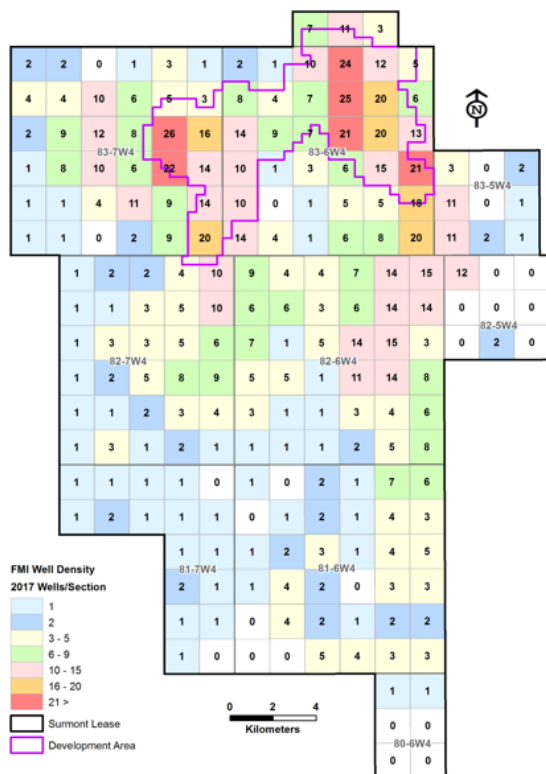 7 11 3
2 2 0 1 3 1 2 1 10 24 12 5
4 4 10 6 5 3 8 4 7 25 20 6
N
2 9 12 8 26 16 14 9 7 21 20 13
83-7W4 83-6W4
1 8 10 6 22 14 10 1 3 6 15 21 3 0 2
83-5W4
1 1 4 11 9 14 10 0 1 5 5 18 11 0 1
1 1 0 2 9 20 14 4 1 6 8 20 11 2 1
1 2 2 4 10 9 4 4 7 14 15 12 0 0
1 1 3 5 10 6 6 3 6 14 14 0 0 0
82-5W4
1 3 3 5 6 7 1 5 14 15 3 0 2 0
82-7W4 82-6W4
1 2 5 8 9 5 5 1 11 14 8
1 1 2 3 4 3 1 1 3 4 6
1 3 1 2 1 1 1 1 2 5 8
1 1 1 1 0 1 0 2 1 7 6
1 2 1 1 1 0 1 2 1 4 3
1 1 1 2 3 1 4 5
81-7W4 81-6W4
2 1 1 4 2 0 3 3
1 1 0 4 2 1 2 2
1 0 0 0 5 4 3 3
1 1
0 0
80-6W4
0 0
FMI Well Density
2017 Wells/Section
1
2
3 - 5
6 - 9
10 - 15
16 - 20
21 >
Surmont Lease
Development Area
0 2 4
Kilometers